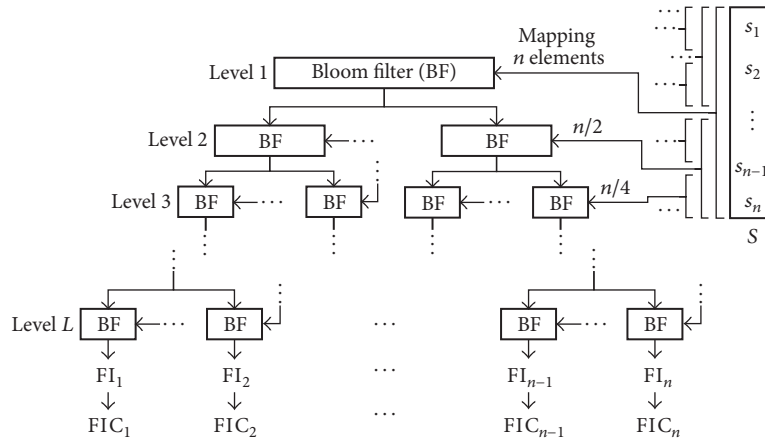 Mapping
n elements
s₁
Level 1
Bloom filter (BF)
s₂
⋯
⋮
Level 2
BF
⋯
BF
n/2
⋯
sₙ₋₁
Level 3
BF
⋯
BF
BF
⋯
BF
n/4
⋯
sₙ
S
Level L
BF
⋯
BF
⋯
BF
⋯
BF
FI₁
FI₂
⋯
FIₙ₋₁
FIₙ
FIC₁
FIC₂
⋯
FICₙ₋₁
FICₙ